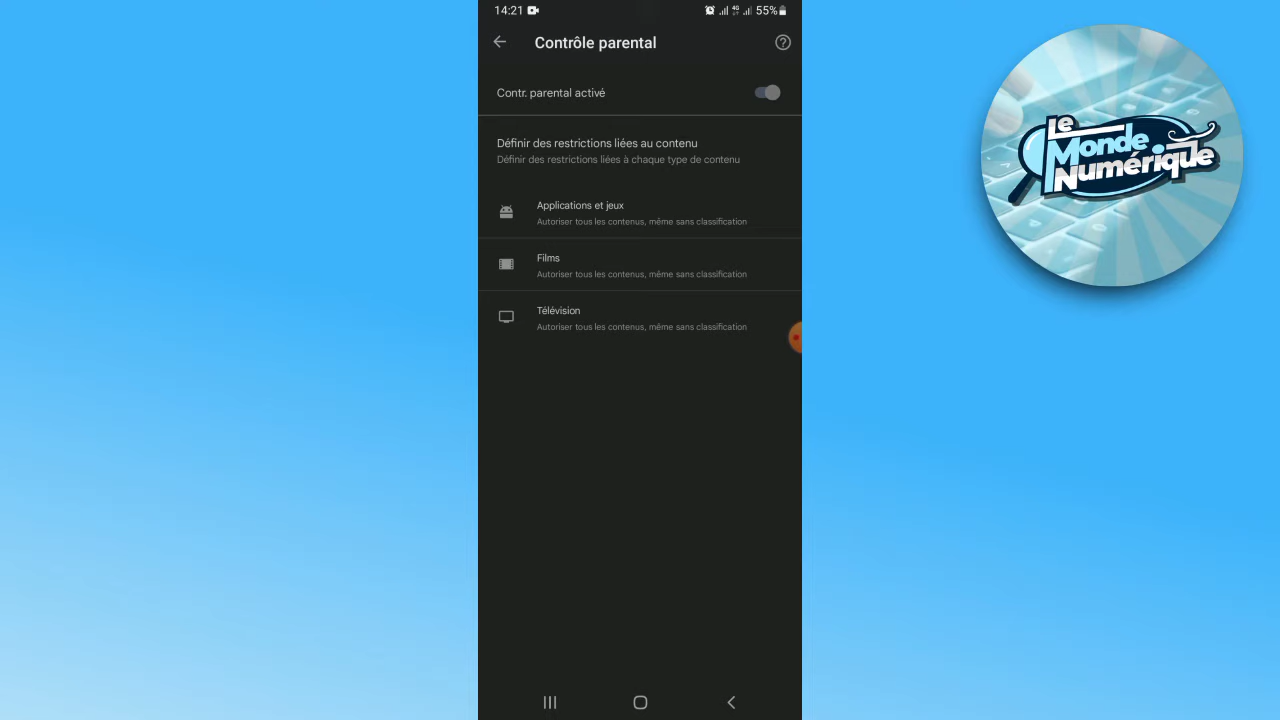 14:21
4G
55%
Contrôle parental
Contr. parental activé
Définir des restrictions liées au contenu
Définir des restrictions liées à chaque type de contenu
Applications et jeux
Autoriser tous les contenus, même sans classification
Films
Autoriser tous les contenus, même sans classification
Télévision
Autoriser tous les contenus, même sans classification
Le
Monde
Numérique